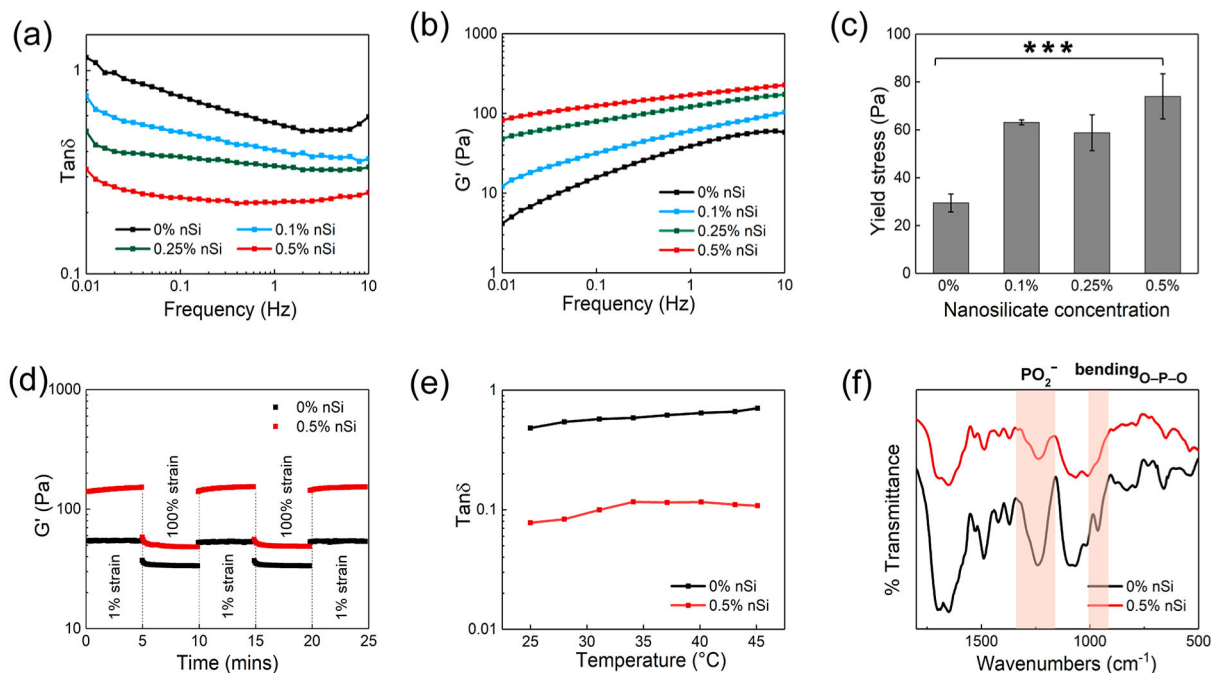 (a)
1
0.1
Tanδ
0.01 0.1 1 10
Frequency (Hz)
0% nSi 0.1% nSi
0.25% nSi 0.5% nSi
(b)
1000
100
10
1
G' (Pa)
0% nSi
0.1% nSi
0.25% nSi
0.5% nSi
0.01 0.1 1 10
Frequency (Hz)
(c)
100
80
60
40
20
0
Yield stress (Pa)
***
0% 0.1% 0.25% 0.5%
Nanosilicate concentration
(d)
1000
100
10
G' (Pa)
0% nSi
0.5% nSi
1% strain
100% strain
1% strain
100% strain
1% strain
0 5 10 15 20 25
Time (mins)
(e)
1
0.1
0.01
Tanδ
0% nSi
0.5% nSi
25 30 35 40 45
Temperature (°C)
(f)
PO₂⁻ bending O–P–O
% Transmittance
0% nSi
0.5% nSi
1500 1000 500
Wavenumbers (cm⁻¹)